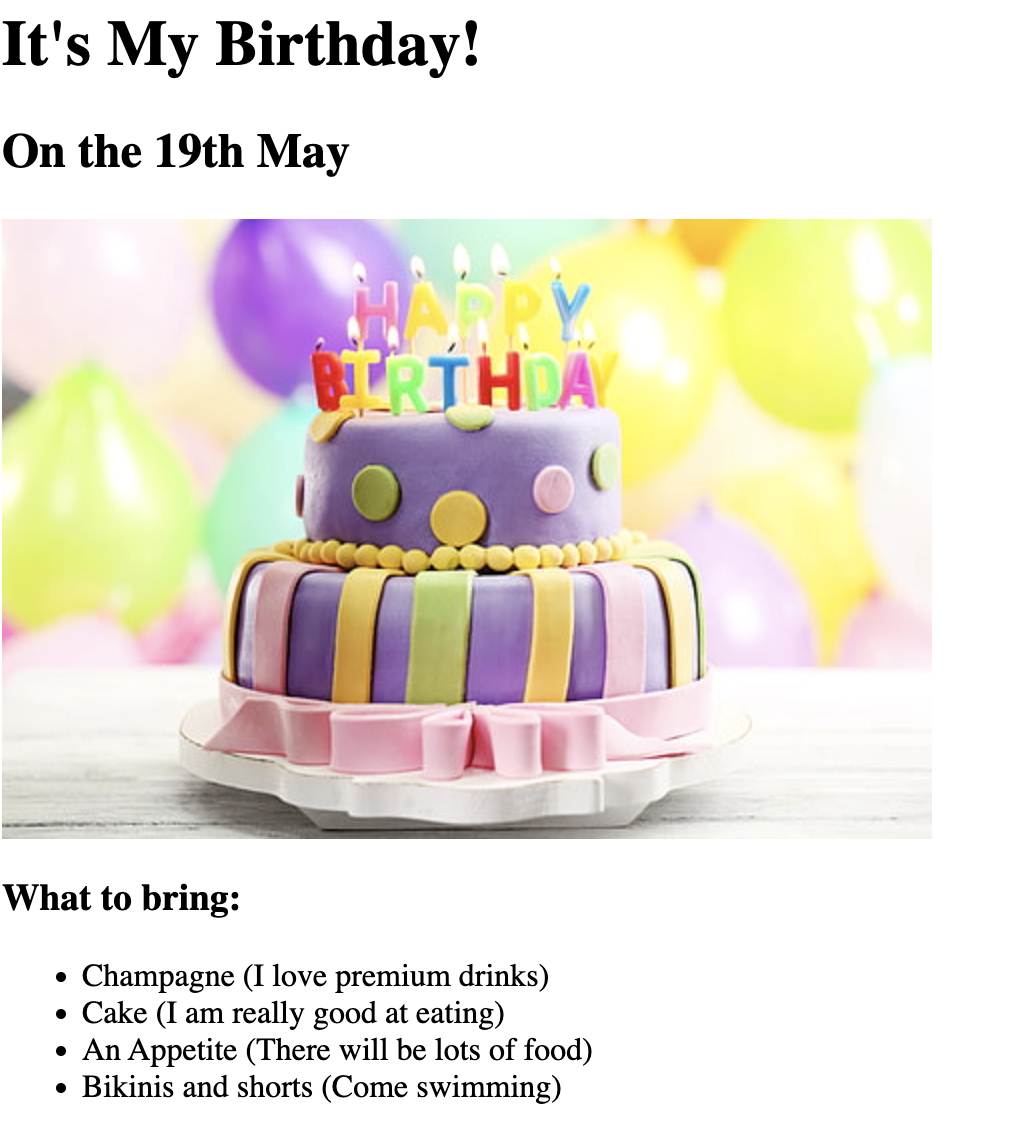 It's My Birthday!
On the 19th May
HAPPY
BIRTHDAY
What to bring:
Champagne (I love premium drinks)
Cake (I am really good at eating)
An Appetite (There will be lots of food)
Bikinis and shorts (Come swimming)